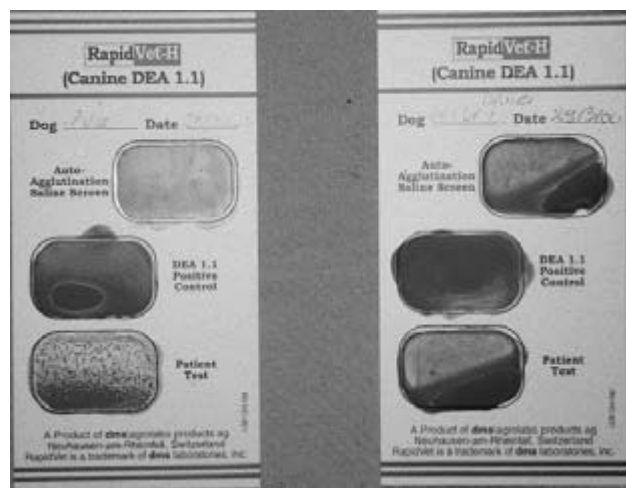 RapidVet-H
(Canine DEA 1.1)
Dog Date
Auto-
Agglutination
Saline Screen
DEA 1.1
Positive
Control
Patient
Test
A Product of dms/agrolabs products ag
Neuhausen-am-Rheinfall, Switzerland
RapidVet is a trademark of dms laboratories, inc.
RapidVet-H
(Canine DEA 1.1)
Dog Date
Auto-
Agglutination
Saline Screen
DEA 1.1
Positive
Control
Patient
Test
A Product of dms/agrolabs products ag
Neuhausen-am-Rheinfall, Switzerland
RapidVet is a trademark of dms laboratories, inc.